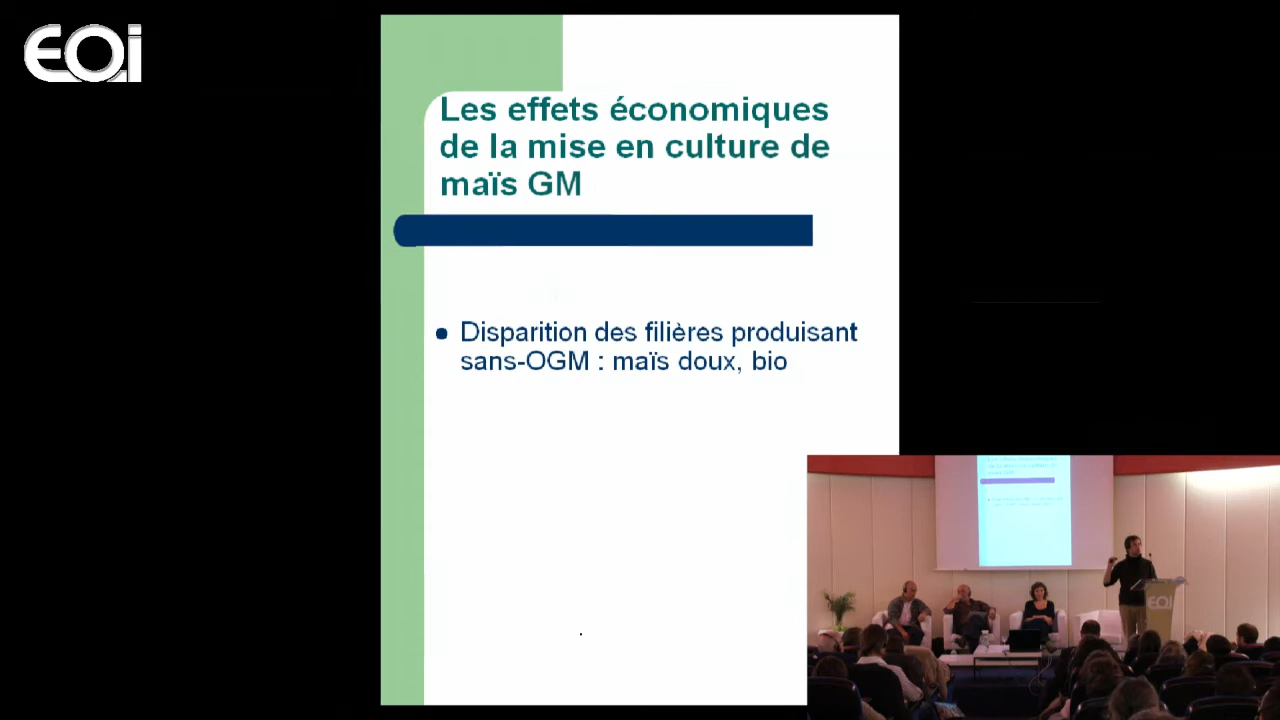 EOi
Les effets économiques
de la mise en culture de
maïs GM
Disparition des filières produisant
sans-OGM : maïs doux, bio
EOI